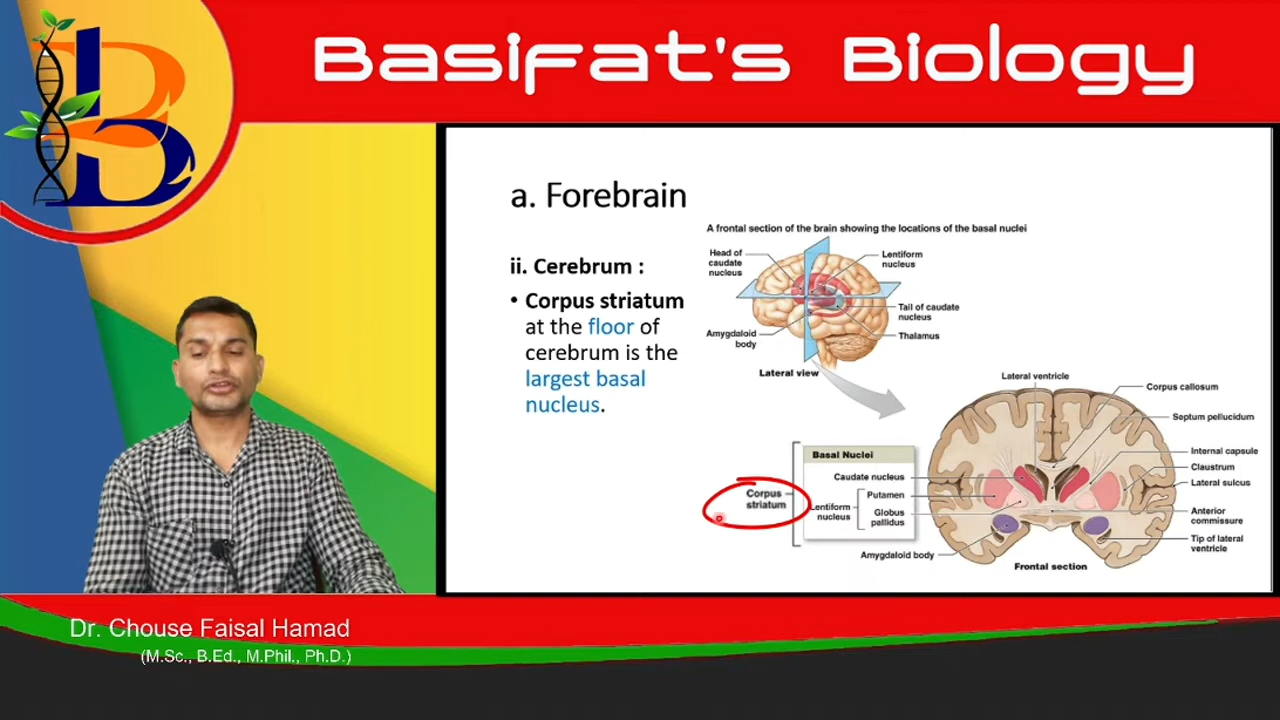 Basifat's Biology
a. Forebrain
ii. Cerebrum :
• Corpus striatum
at the floor of
cerebrum is the
largest basal
nucleus.
A frontal section of the brain showing the locations of the basal nuclei
Head of
caudate
nucleus
Lentiform
nucleus
Tail of caudate
nucleus
Amygdaloid
body
Thalamus
Lateral view
Lateral ventricle
Corpus callosum
Septum pellucidum
Internal capsule
Claustrum
Lateral sulcus
Anterior
commissure
Tip of lateral
ventricle
Basal Nuclei
Caudate nucleus
Corpus
striatum
Lentiform
nucleus
Putamen
Globus
pallidus
Amygdaloid body
Frontal section
Dr. Chouse Faisal Hamad
(M.Sc., B.Ed., M.Phil., Ph.D.)